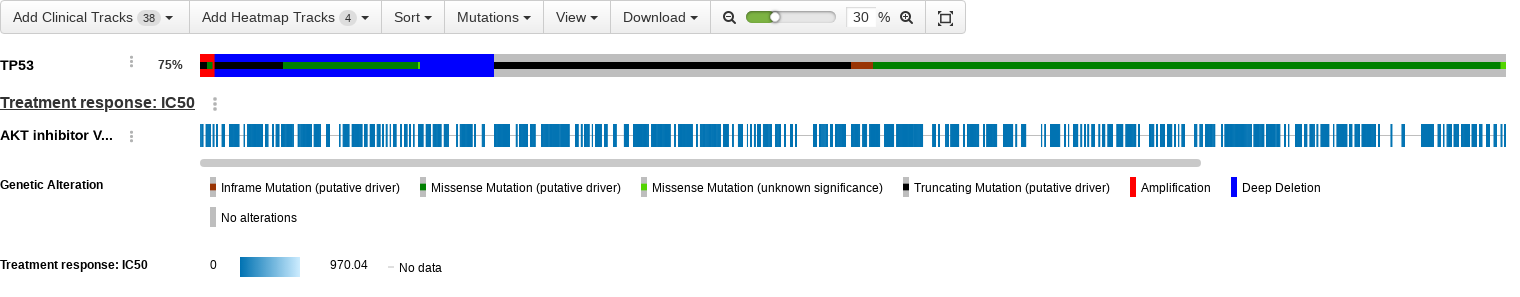 Add Clinical Tracks 38 Add Heatmap Tracks 4 Sort Mutations View Download 30 %
TP53 75%
Treatment response: IC50
AKT inhibitor V...
Genetic Alteration Inframe Mutation (putative driver) Missense Mutation (putative driver) Missense Mutation (unknown significance) Truncating Mutation (putative driver) Amplification Deep Deletion
No alterations
Treatment response: IC50 0 970.04 No data